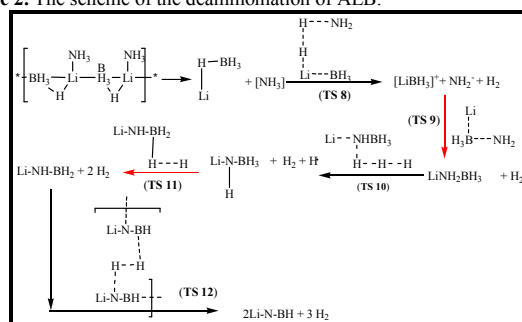 c 2. The scheme of the deammoniation of ALB.
NH₃ B NH₃ H NH₂
* BH₃ Li H₃ Li * H BH₃ H
H H Li + [NH₃] Li BH₃ [LiBH₃]⁺ + NH₂⁻ + H₂
(TS 8)
Li
(TS 9)
H₃B NH₂
Li-NH-BH₂ Li NHBH₃
H H Li-N-BH₃ + H₂ + H H H H
Li-NH-BH₂ + 2 H₂ (TS 11) H (TS 10) LiNH₂BH₃ + H₂
Li-N-BH
H H
Li-N-BH (TS 12)
2Li-N-BH + 3 H₂